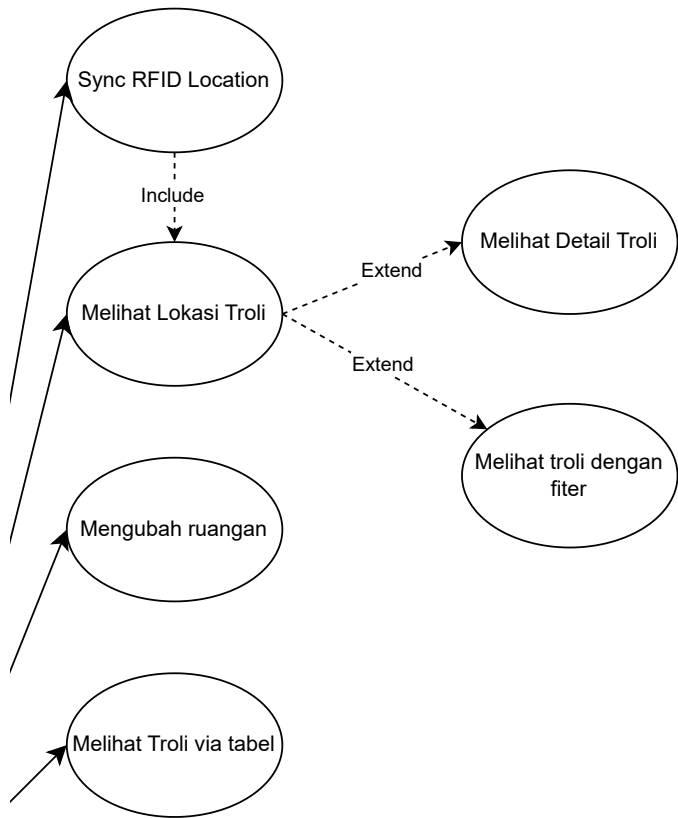 Sync RFID Location
Include
Melihat Detail Troli
Extend
Melihat Lokasi Troli
Extend
Melihat troli dengan
fiter
Mengubah ruangan
Melihat Troli via tabel